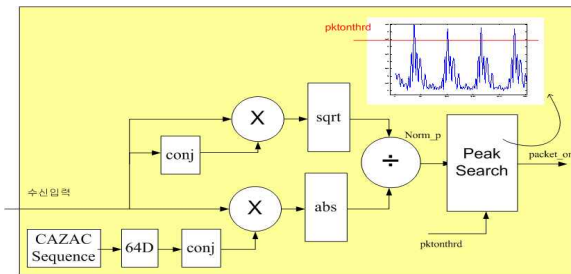 pktonthrd
X
sqrt
Norm_p
conj
÷
Peak
Search
packet_on
수신입력
X
abs
pktonthrd
CAZAC
Sequence
64D
conj